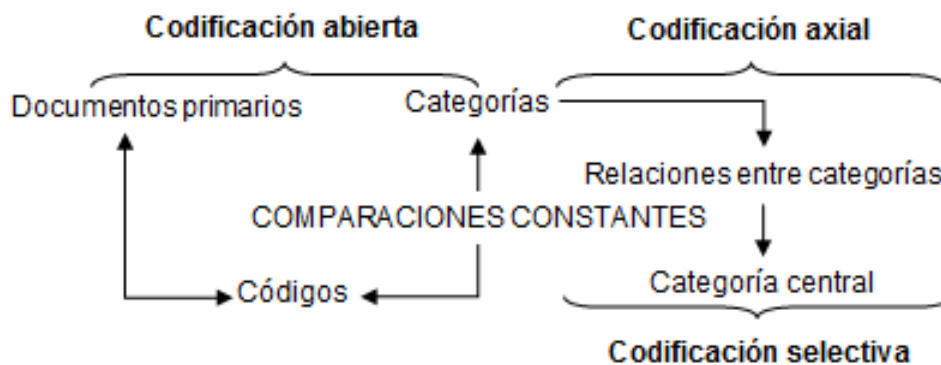 Codificación abierta
Codificación axial
Documentos primarios
Categorías
Relaciones entre categorías
COMPARACIONES CONSTANTES
Códigos
Categoría central
Codificación selectiva